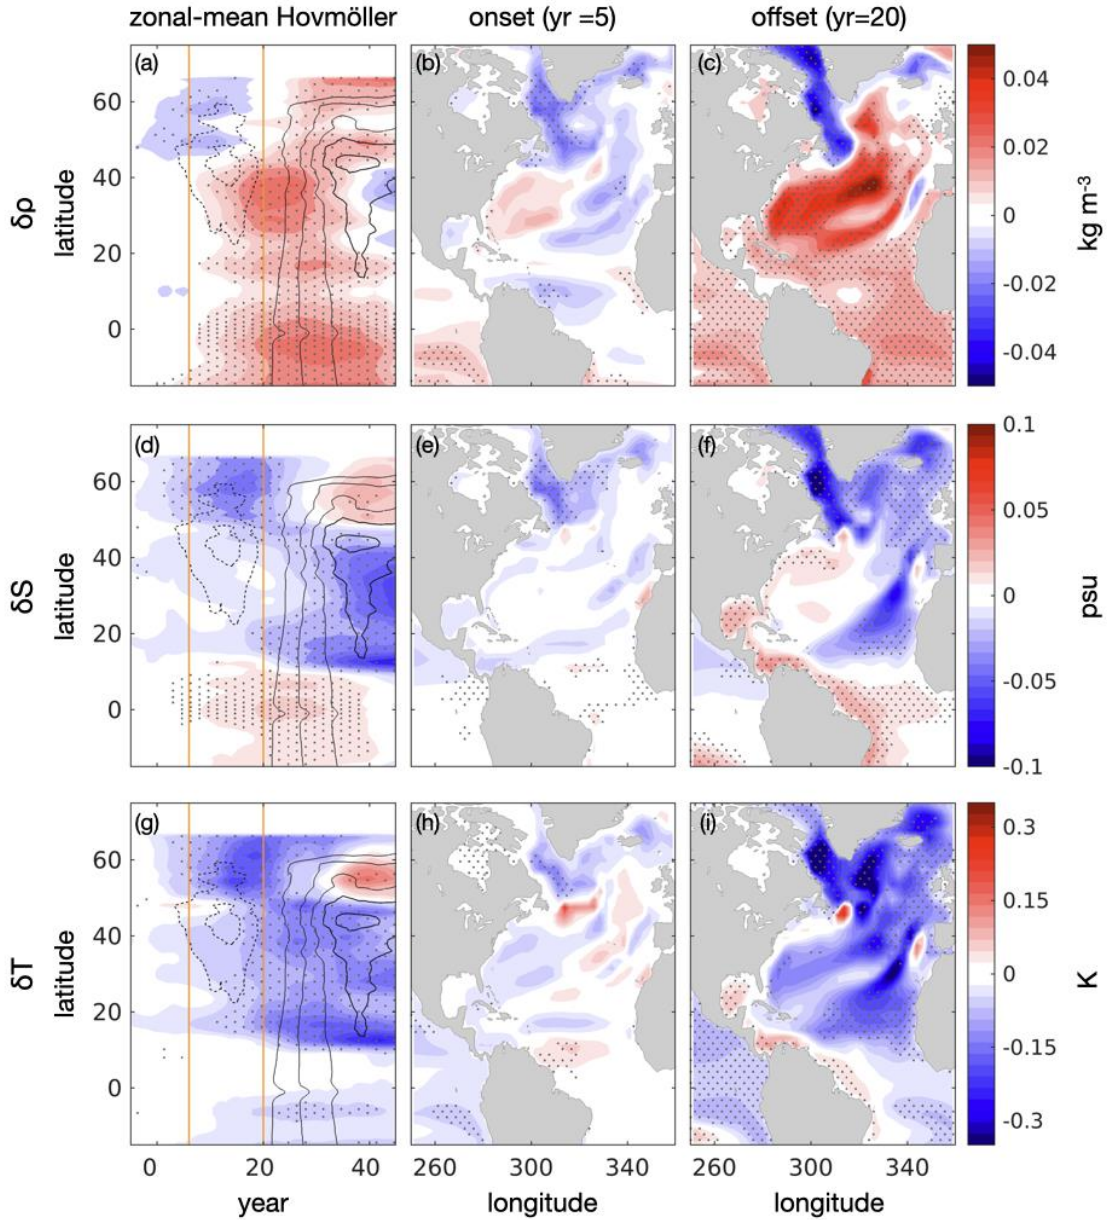 zonal-mean Hovmöller onset (yr =5) offset (yr=20)
(a) (b) (c)
60
40
20
0
latitude
δρ
0.04
0.02
0
-0.02
-0.04
kg m⁻³
(d) (e) (f)
60
40
20
0
latitude
δS
0.1
0.05
0
-0.05
-0.1
psu
(g) (h) (i)
60
40
20
0
latitude
δT
0.3
0.15
0
-0.15
-0.3
K
0 20 40 260 300 340 260 300 340
year longitude longitude